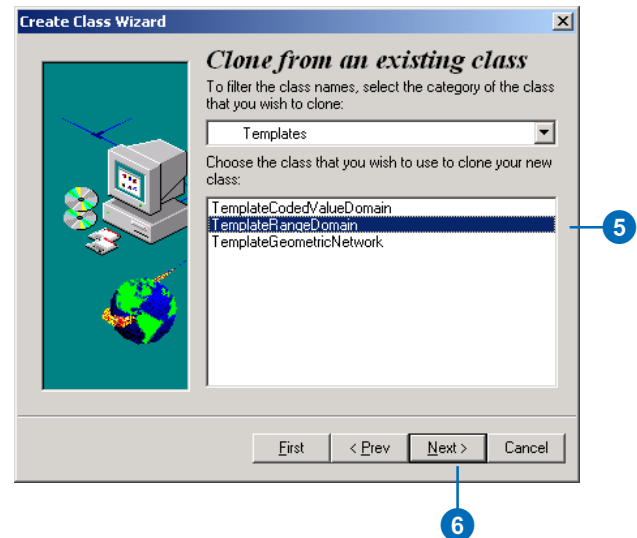 Create Class Wizard
Clone from an existing class
To filter the class names, select the category of the class
that you wish to clone:
Templates
Choose the class that you wish to use to clone your new
class:
TemplateCodedValueDomain
TemplateRangeDomain
TemplateGeometricNetwork
5
First
< Prev
Next >
Cancel
6